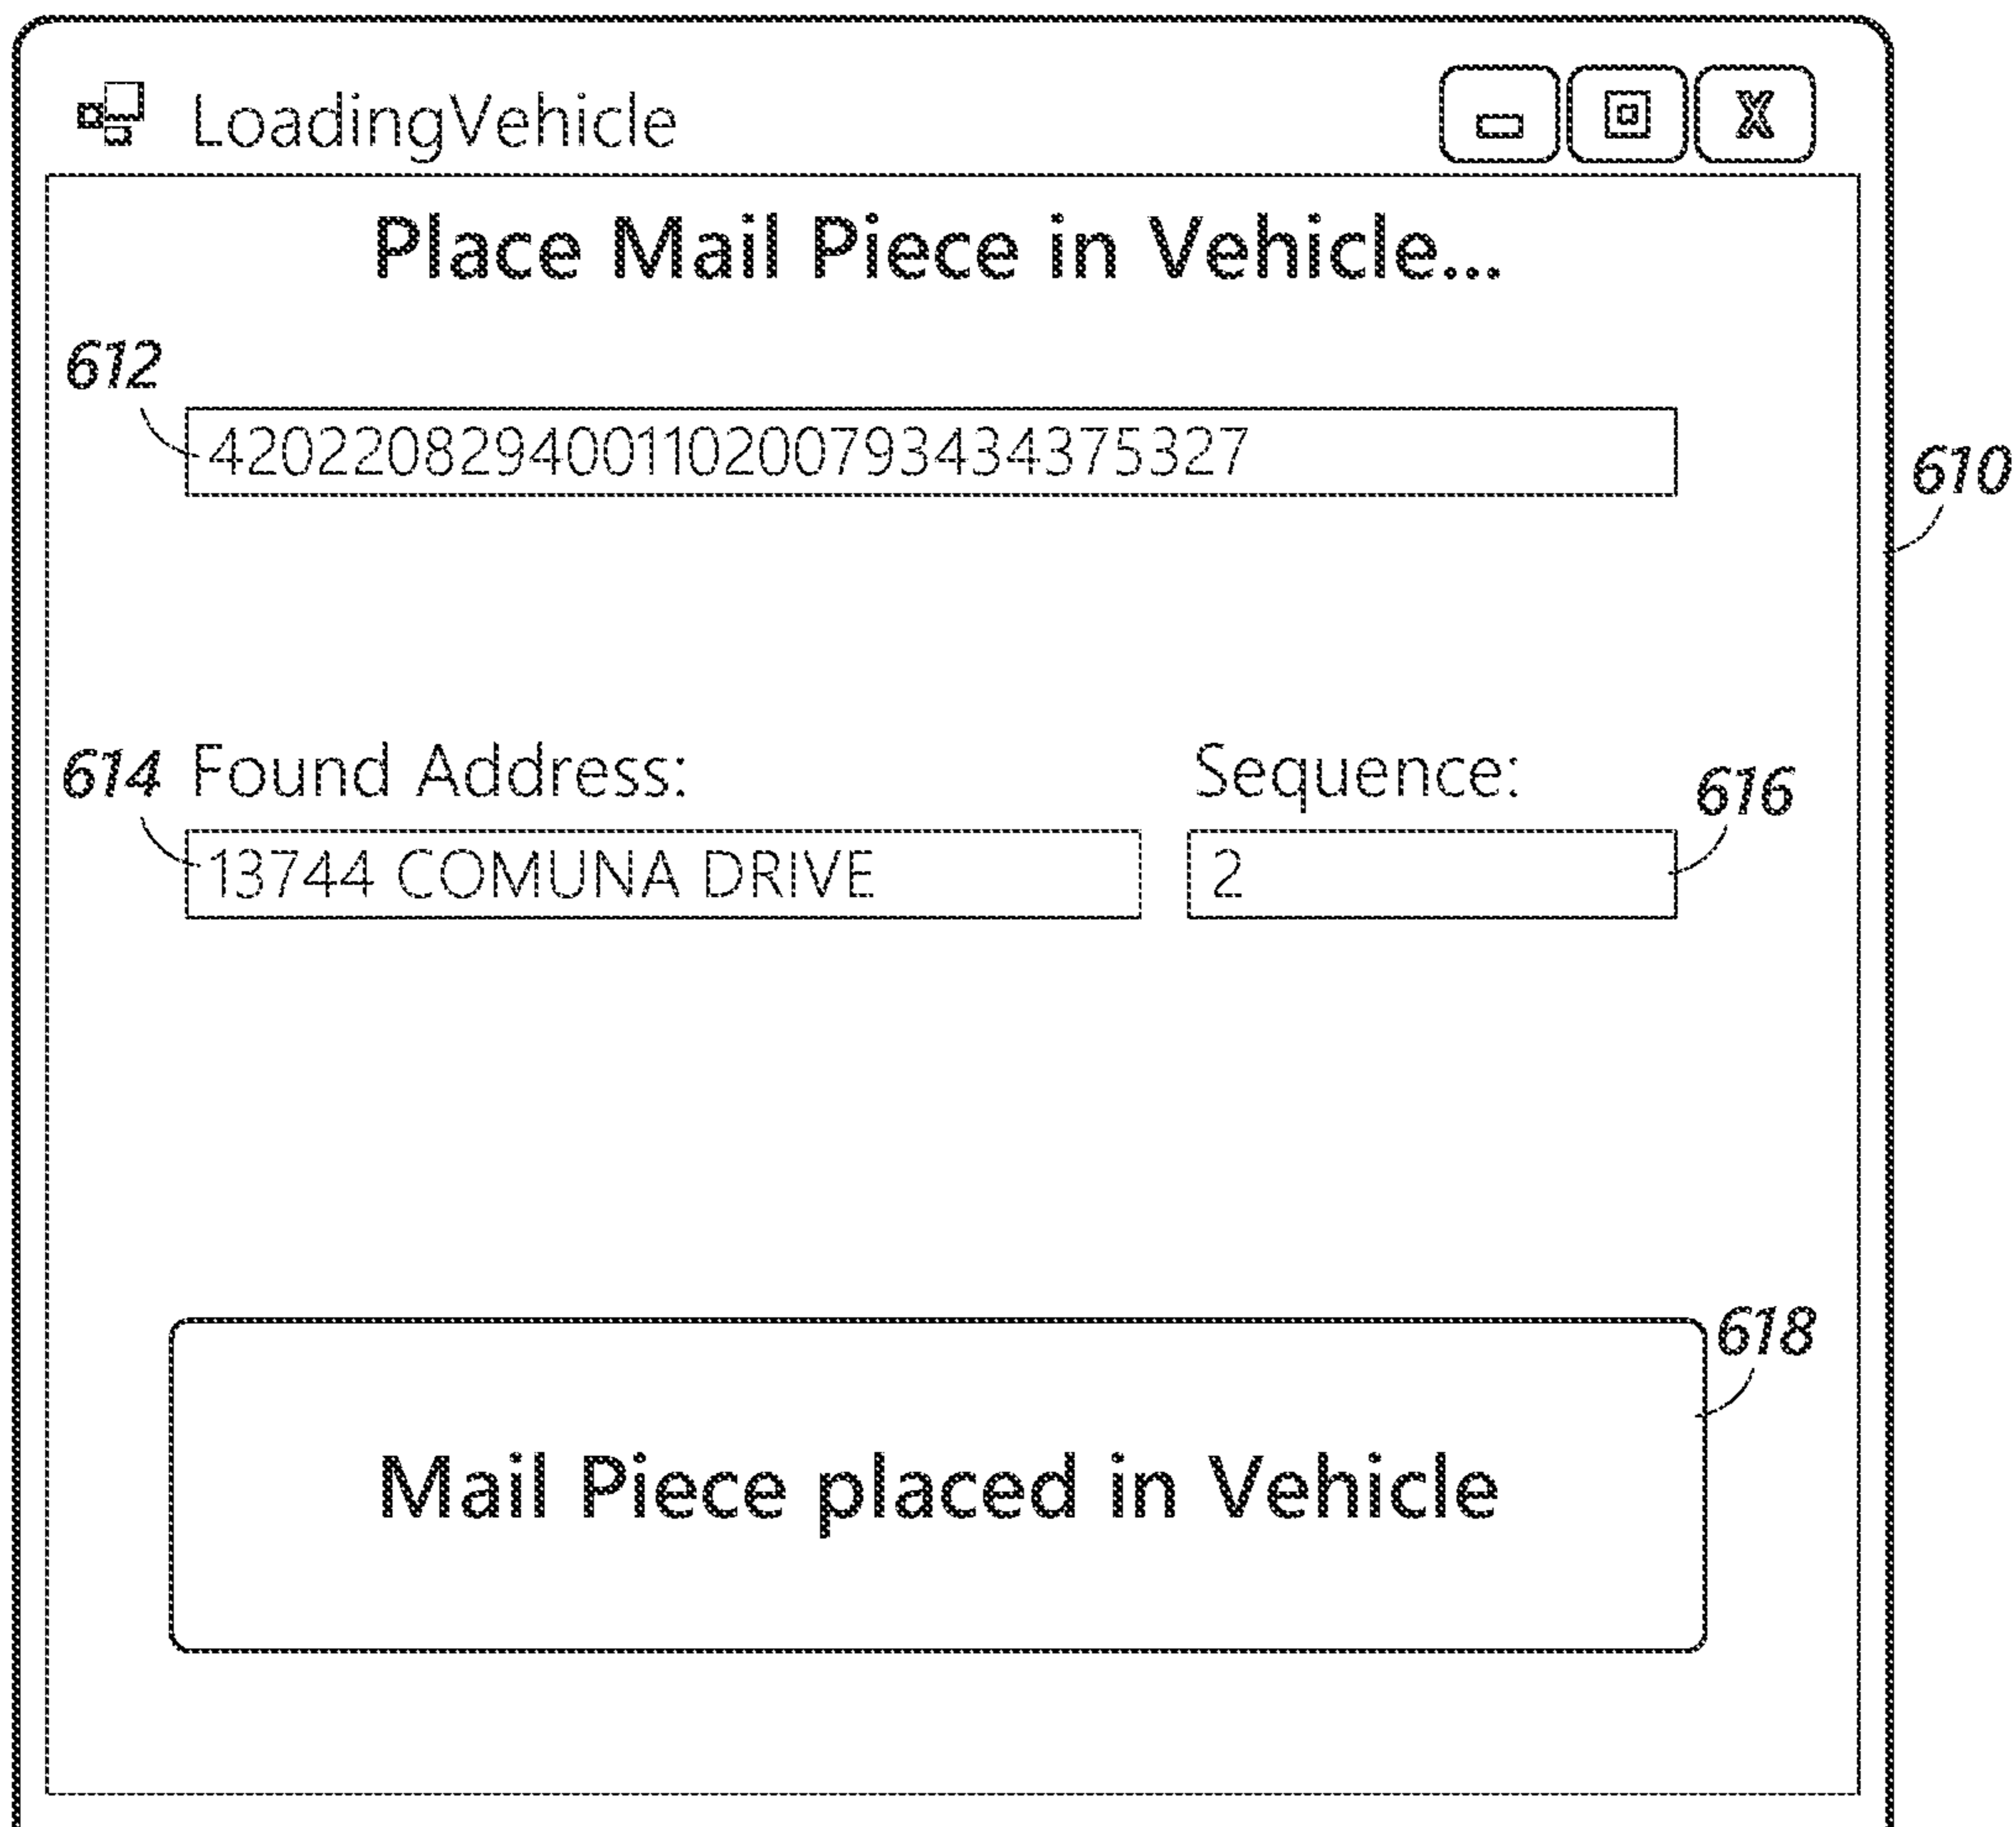 LoadingVehicle X
Place Mail Piece in Vehicle...
612
420220829400110200793434375327
610
614 Found Address: Sequence: 616
13744 COMUNA DRIVE 2
618
Mail Piece placed in Vehicle